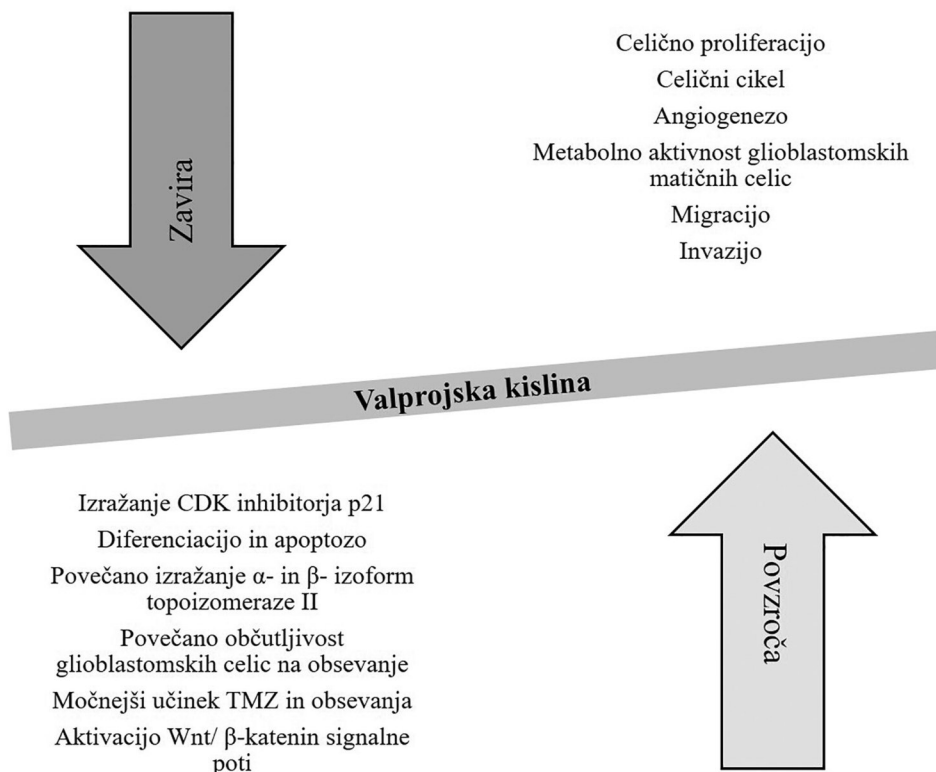 Zavira
Celično proliferacijo
Celični cikel
Angiogenezo
Metabolno aktivnost glioblastomskih
matičnih celic
Migracijo
Invazijo
Valprojska kislina
Izražanje CDK inhibitorja p21
Diferenciacijo in apoptozo
Povečano izražanje α- in β- izoform
topoizomeraze II
Povečano občutljivost
glioblastomskih celic na obsevanje
Močnejši učinek TMZ in obsevanja
Aktivacijo Wnt/ β-katenin signalne
poti
Povzroča